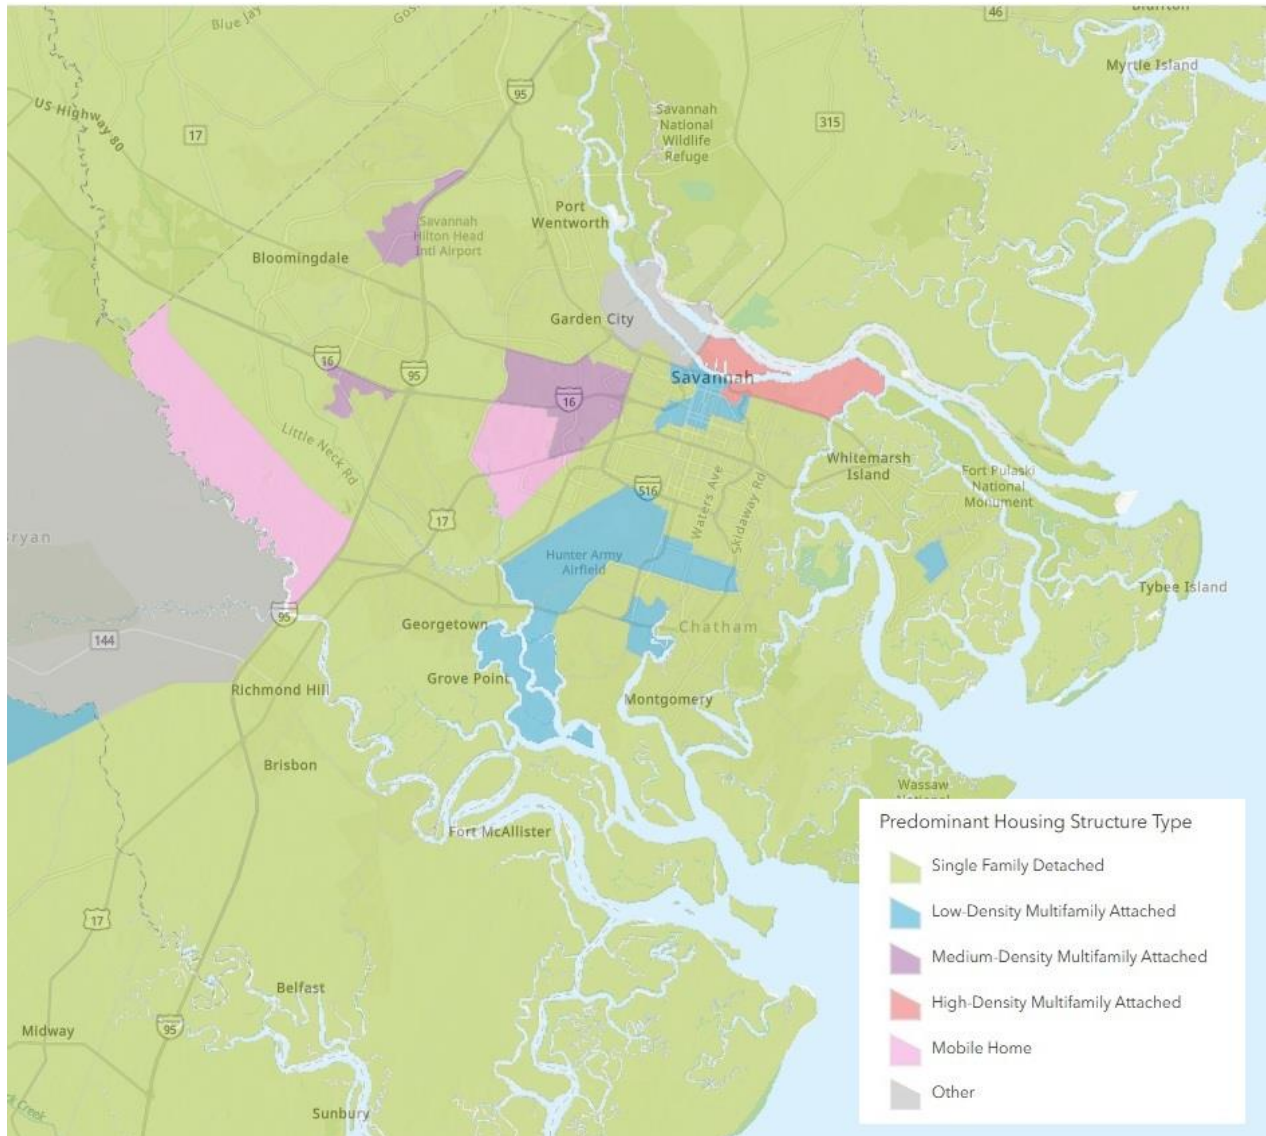 Blue Jay
46
Bluffton
Myrtle Island
95
US Highway 80
17
315
Savannah
National
Wildlife
Refuge
Port
Wentworth
Savannah
Hilton Head
Intl Airport
Bloomingdale
Garden City
16
95
Savannah
16
Little Neck Rd
Whitemarsh
Island
Fort Pulaski
National
Monument
516
Waters Ave
Skidaway Rd
17
Bryan
Hunter Army
Airfield
Tybee Island
95
144
Georgetown
Chatham
Grove Point
Richmond Hill
Montgomery
Brisbon
Wassaw
Fort McAllister
17
Belfast
Midway
95
Sunbury
Creek
Predominant Housing Structure Type
Single Family Detached
Low-Density Multifamily Attached
Medium-Density Multifamily Attached
High-Density Multifamily Attached
Mobile Home
Other